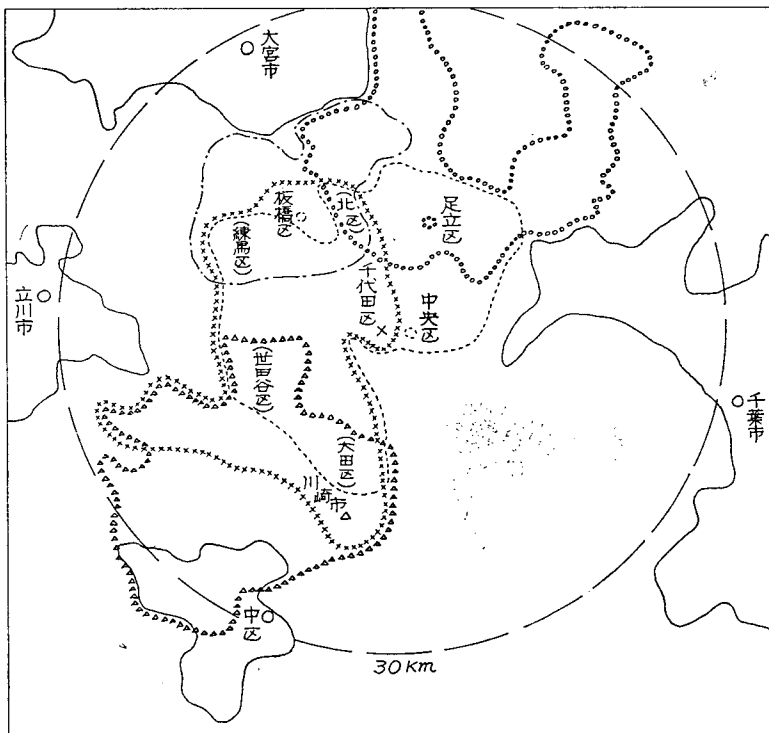 大宮市
板橋区
(北区)
足立区
(練馬区)
千代田区
中央区
立川市
(世田谷区)
千葉市
(大田区)
川崎市
中区
30 Km